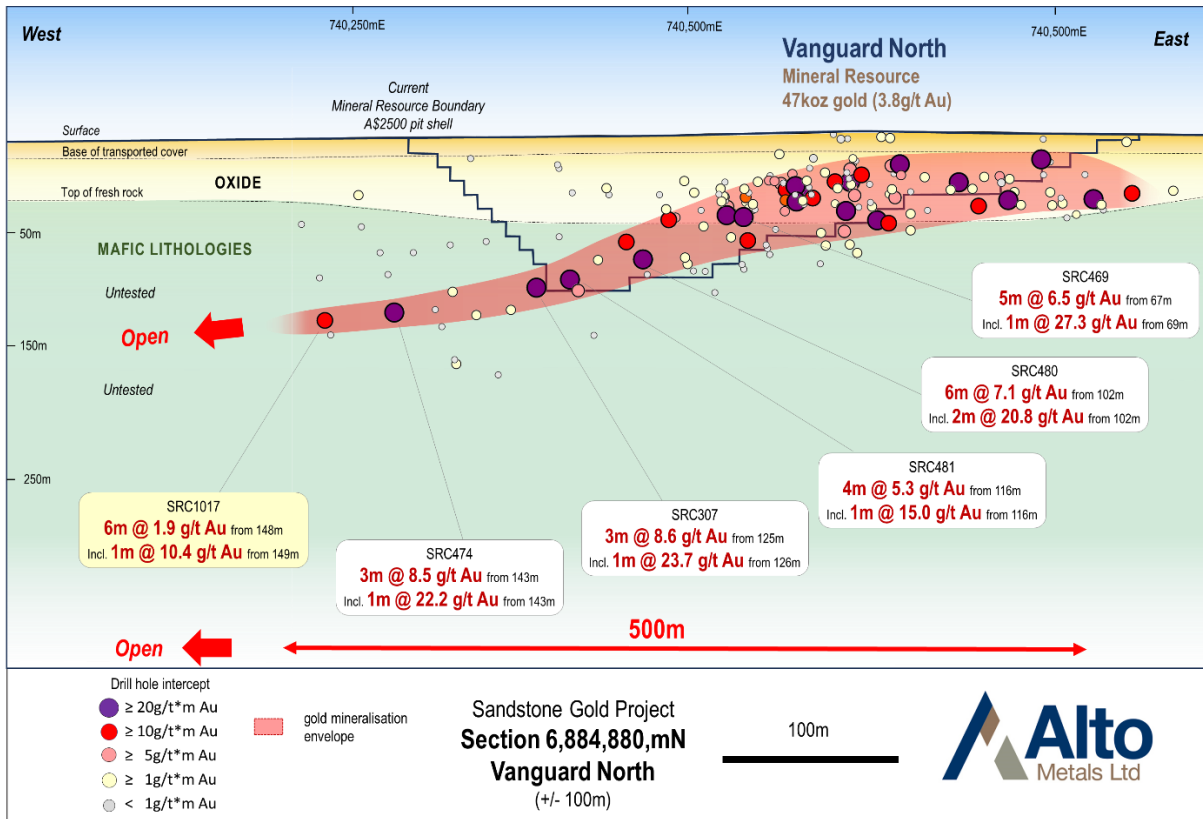 740,250mE
740,500mE
740,500mE
West
East
Vanguard North
Mineral Resource
47koz gold (3.8g/t Au)
Current
Mineral Resource Boundary
A$2500 pit shell
Surface
Base of transported cover
OXIDE
Top of fresh rock
50m
MAFIC LITHOLOGIES
Untested
Open
150m
Untested
250m
SRC469
5m @ 6.5 g/t Au from 67m
Incl. 1m @ 27.3 g/t Au from 69m
SRC480
6m @ 7.1 g/t Au from 102m
Incl. 2m @ 20.8 g/t Au from 102m
SRC481
4m @ 5.3 g/t Au from 116m
Incl. 1m @ 15.0 g/t Au from 116m
SRC307
3m @ 8.6 g/t Au from 125m
Incl. 1m @ 23.7 g/t Au from 126m
SRC474
3m @ 8.5 g/t Au from 143m
Incl. 1m @ 22.2 g/t Au from 143m
SRC1017
6m @ 1.9 g/t Au from 148m
Incl. 1m @ 10.4 g/t Au from 149m
Open
500m
Drill hole intercept
≥ 20g/t*m Au
≥ 10g/t*m Au
≥ 5g/t*m Au
≥ 1g/t*m Au
< 1g/t*m Au
gold mineralisation
envelope
Sandstone Gold Project
Section 6,884,880,mN
Vanguard North
(+/- 100m)
100m
Alto
Metals Ltd